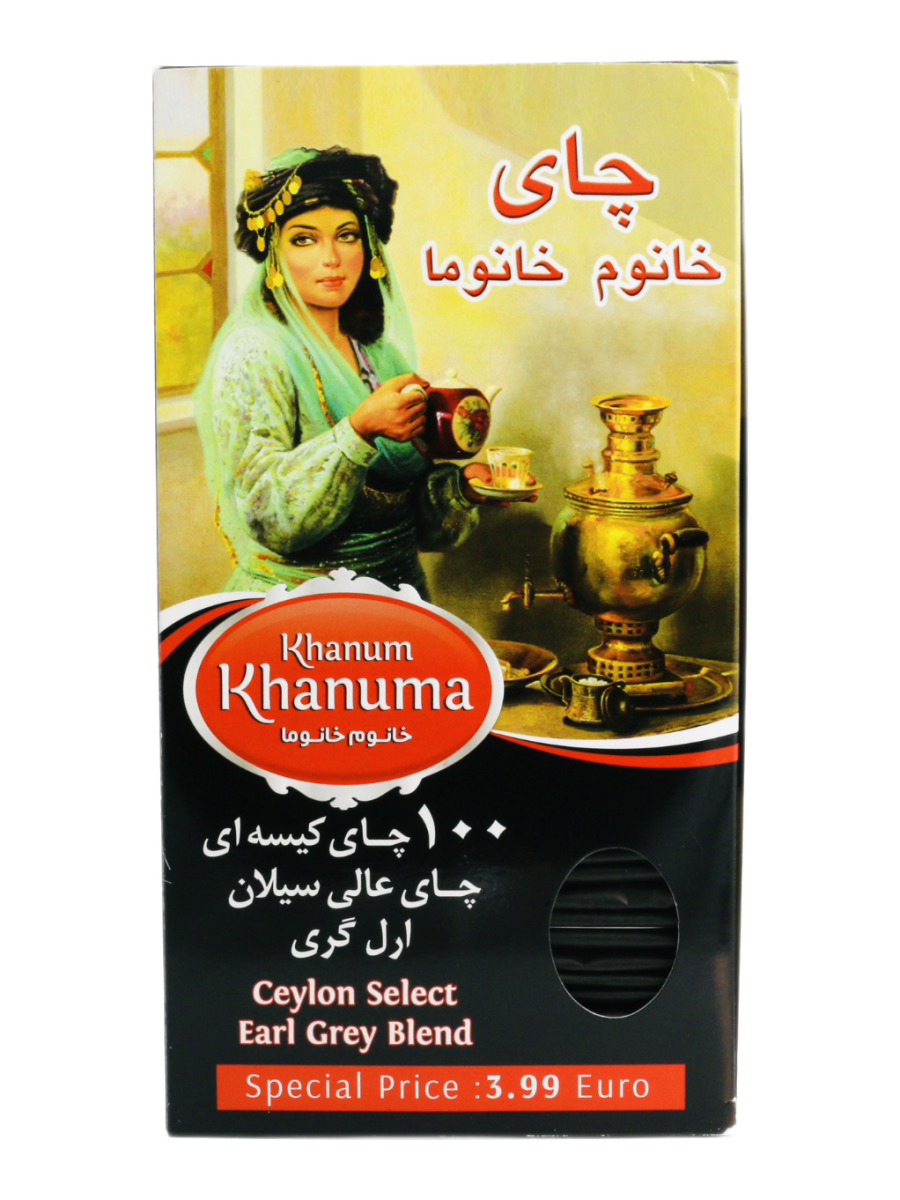 چای
خانوم خانوما
Khanum
Khanuma
خانوم خانوما
۱۰۰ چای کیسه ای
چای عالی سیلان
ارل گری
Ceylon Select
Earl Grey Blend
Special Price :3.99 Euro